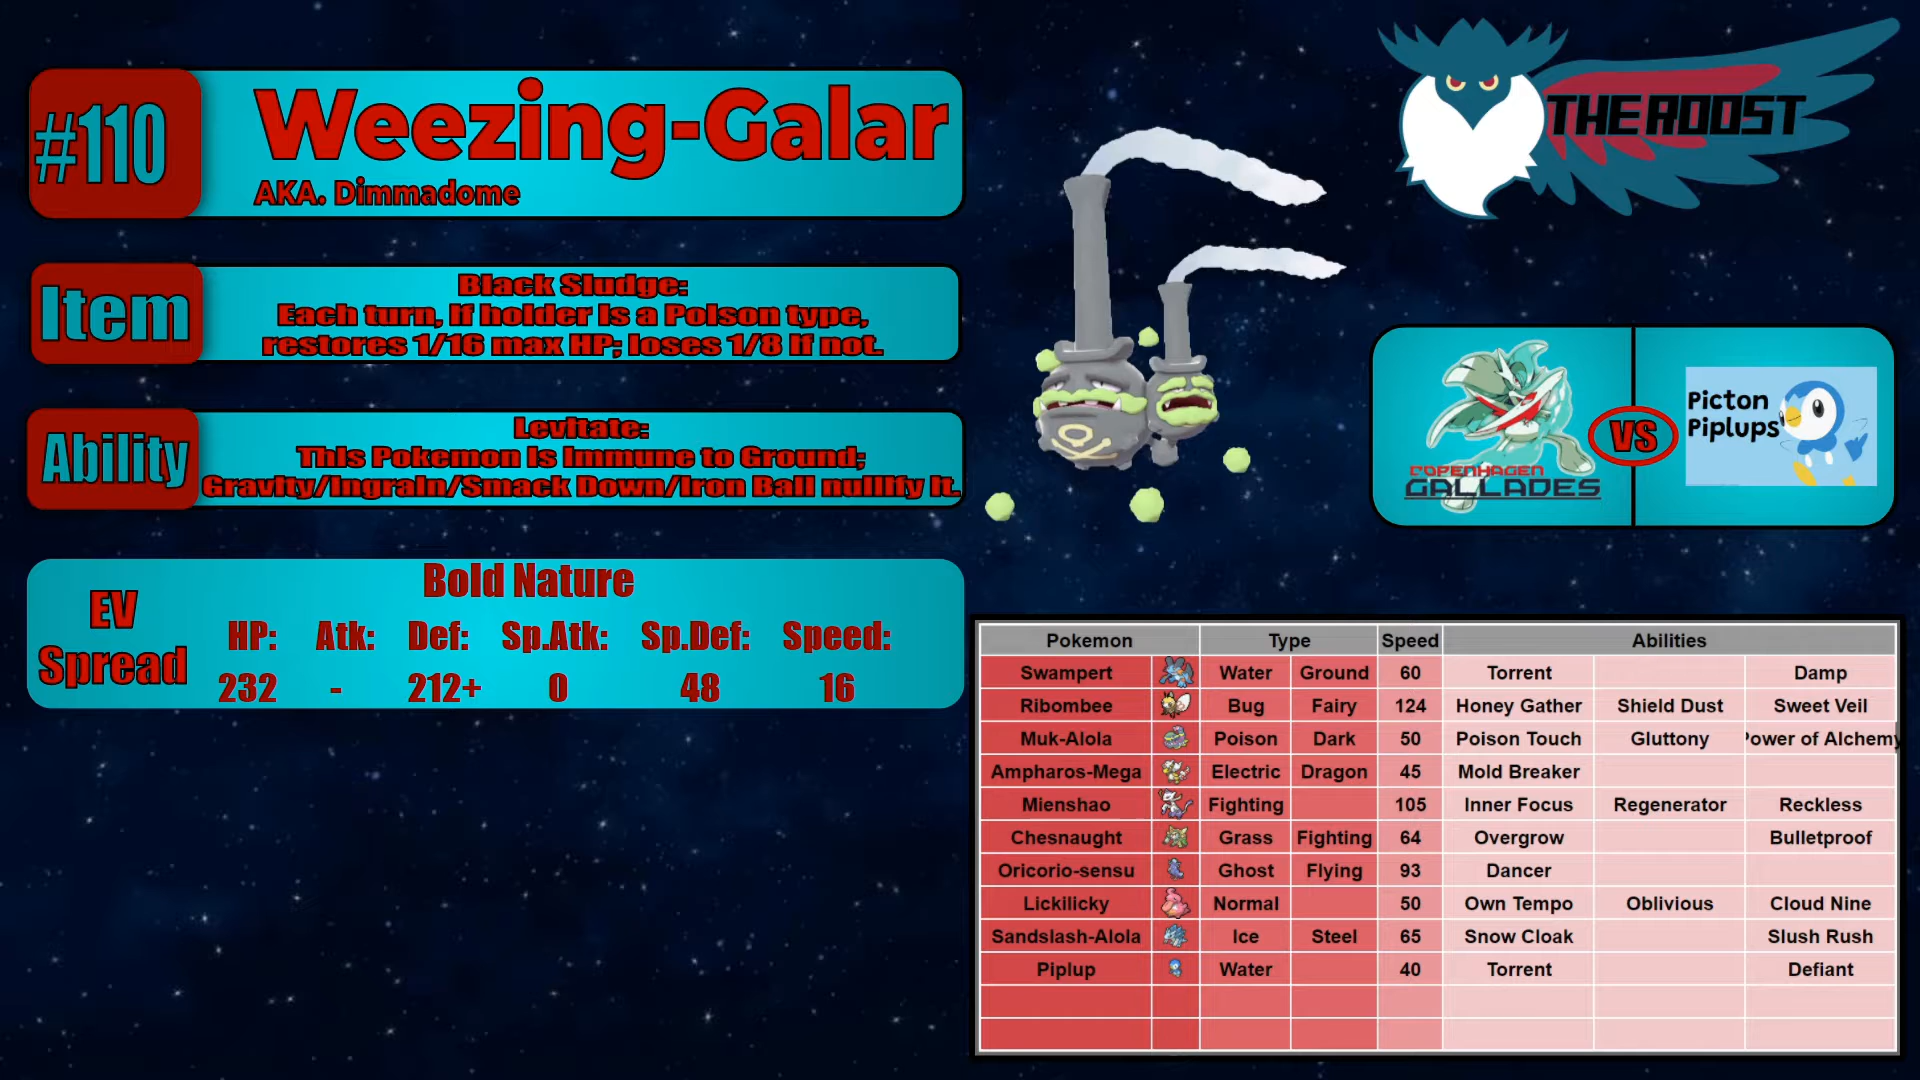 #110
Weezing-Galar
AKA. Dimmadome
THE ROOST
Item
Black Sludge:
Each turn, If holder Is a Poison type,
restores 1/16 max HP; loses 1/8 If not.
Ability
Levitate:
This Pokemon Is Immune to Ground;
Gravity/Ingrain/Smack Down/Iron Ball nullify It.
COPENHAGEN
GALLADES
VS
Picton
Piplups
EV
Spread
Bold Nature
HP: Atk: Def: Sp.Atk: Sp.Def: Speed:
232 - 212+ 0 48 16
Pokemon Type Speed Abilities
Swampert Water Ground 60 Torrent Damp
Ribombee Bug Fairy 124 Honey Gather Shield Dust Sweet Veil
Muk-Alola Poison Dark 50 Poison Touch Gluttony Power of Alchemy
Ampharos-Mega Electric Dragon 45 Mold Breaker
Mienshao Fighting 105 Inner Focus Regenerator Reckless
Chesnaught Grass Fighting 64 Overgrow Bulletproof
Oricorio-sensu Ghost Flying 93 Dancer
Lickilicky Normal 50 Own Tempo Oblivious Cloud Nine
Sandslash-Alola Ice Steel 65 Snow Cloak Slush Rush
Piplup Water 40 Torrent Defiant